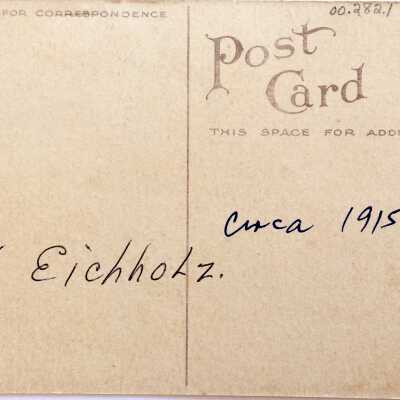 FOR CORRESPONDENCE
00.282.1
Post
Card
THIS SPACE FOR ADD
circa 1915
Eichholz.